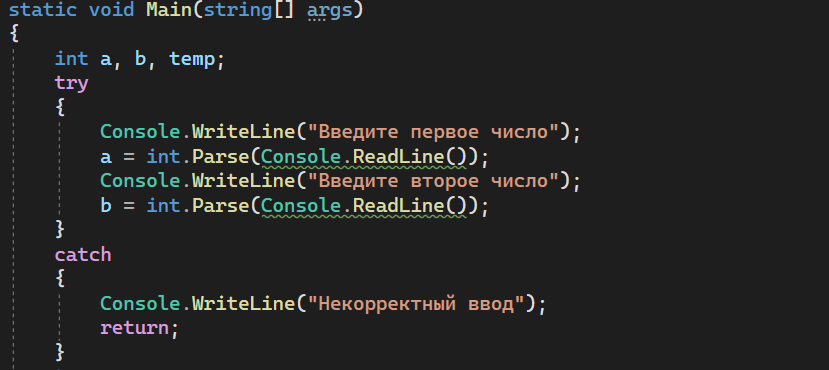 static void Main(string[] args)
{
int a, b, temp;
try
{
Console.WriteLine("Введите первое число");
a = int.Parse(Console.ReadLine());
Console.WriteLine("Введите второе число");
b = int.Parse(Console.ReadLine());
}
catch
{
Console.WriteLine("Некорректный ввод");
return;
}